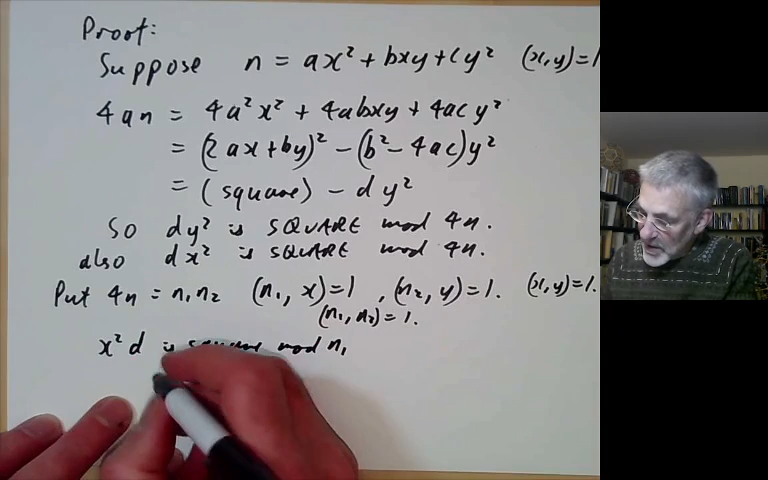 Proof:
Suppose n = ax² + bxy + cy² (x,y)=1
4an = 4a²x² + 4abxy + 4acy²
= (2ax+by)² - (b²-4ac)y²
= (square) - dy²
So dy² is SQUARE mod 4n.
also dx² is SQUARE mod 4n.
Put 4n = n₁n₂ (n₁, x)=1 , (n₂, y)=1. (x,y)=1.
(n₁, n₂)=1.
x²d is square mod n₁